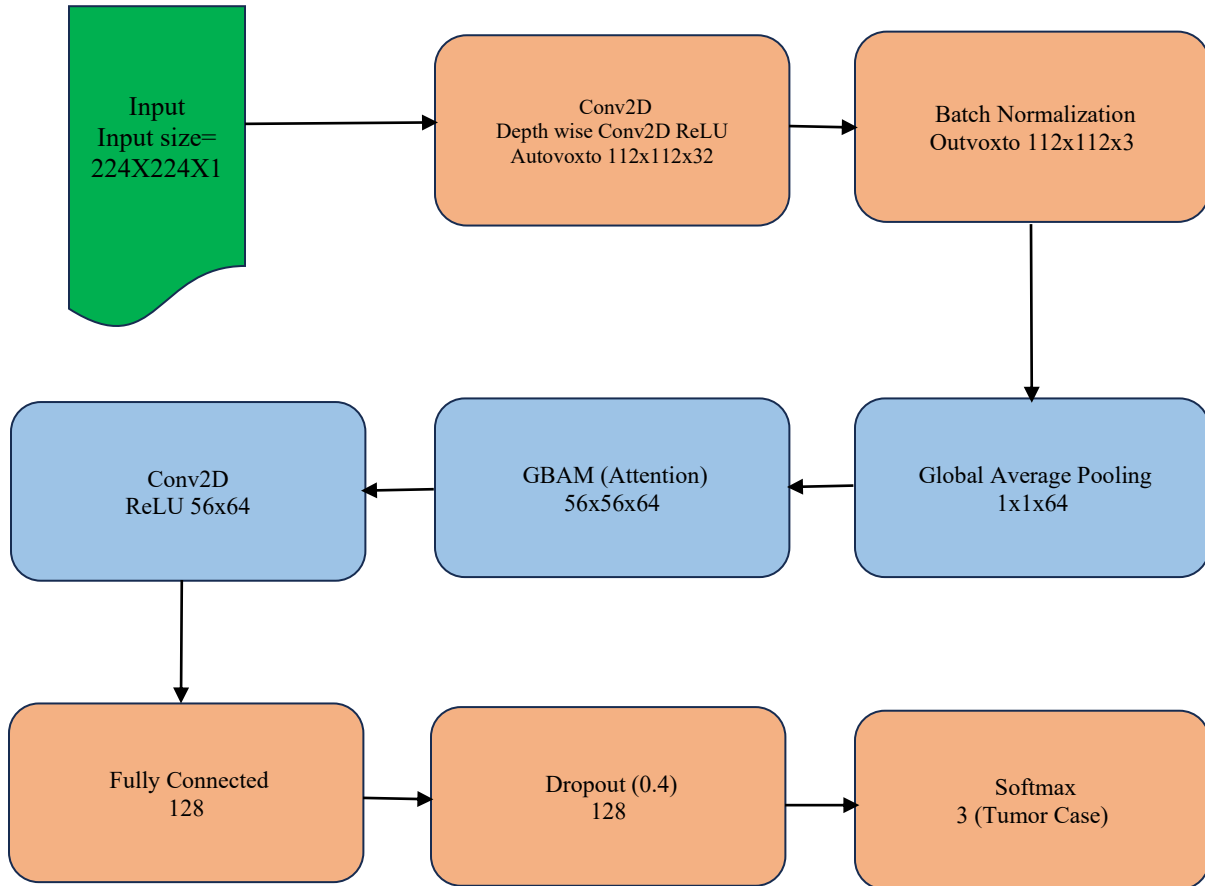 Input
Input size=
224X224X1
Conv2D
Depth wise Conv2D ReLU
Autovoxto 112x112x32
Batch Normalization
Outvoxto 112x112x3
Global Average Pooling
1x1x64
GBAM (Attention)
56x56x64
Conv2D
ReLU 56x64
Fully Connected
128
Dropout (0.4)
128
Softmax
3 (Tumor Case)